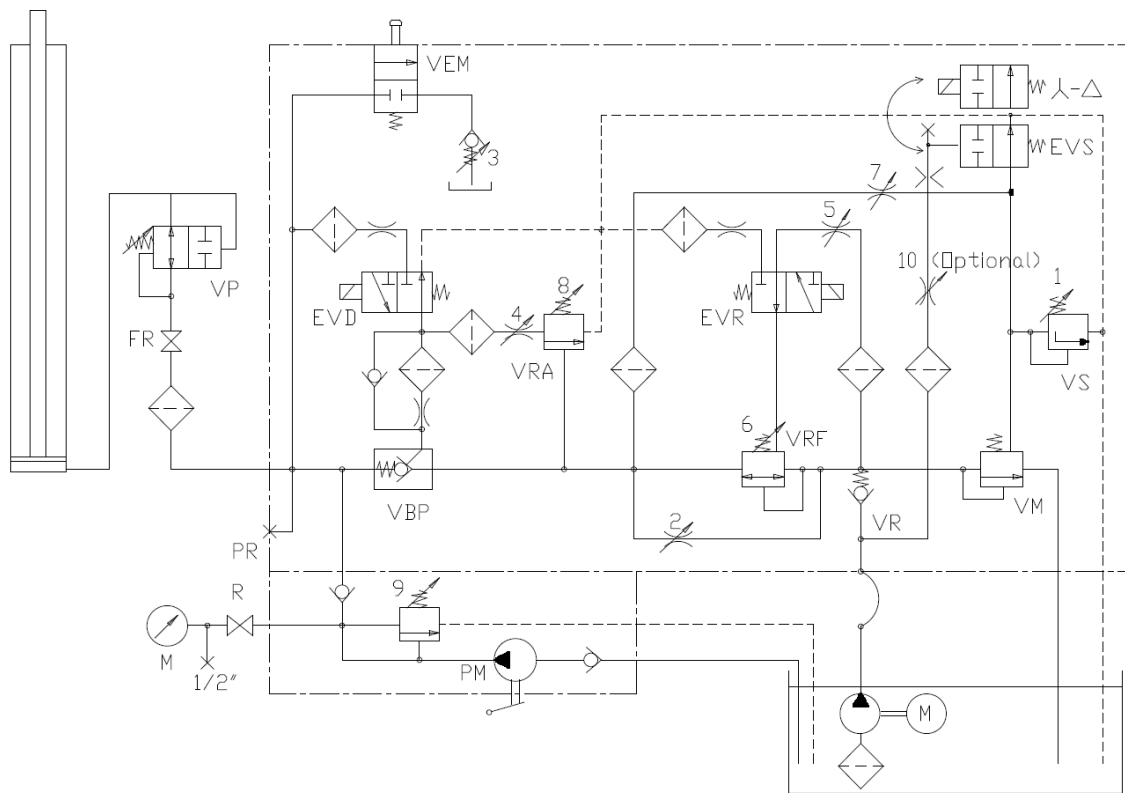 VEM
⅄-Δ
EVS
3
7
5
VP
10 (Optional)
8
1
EVD
4
EVR
FR
VRA
VS
6
VRF
VBP
VR
VM
2
PR
R
9
M
PM
1/2"
M